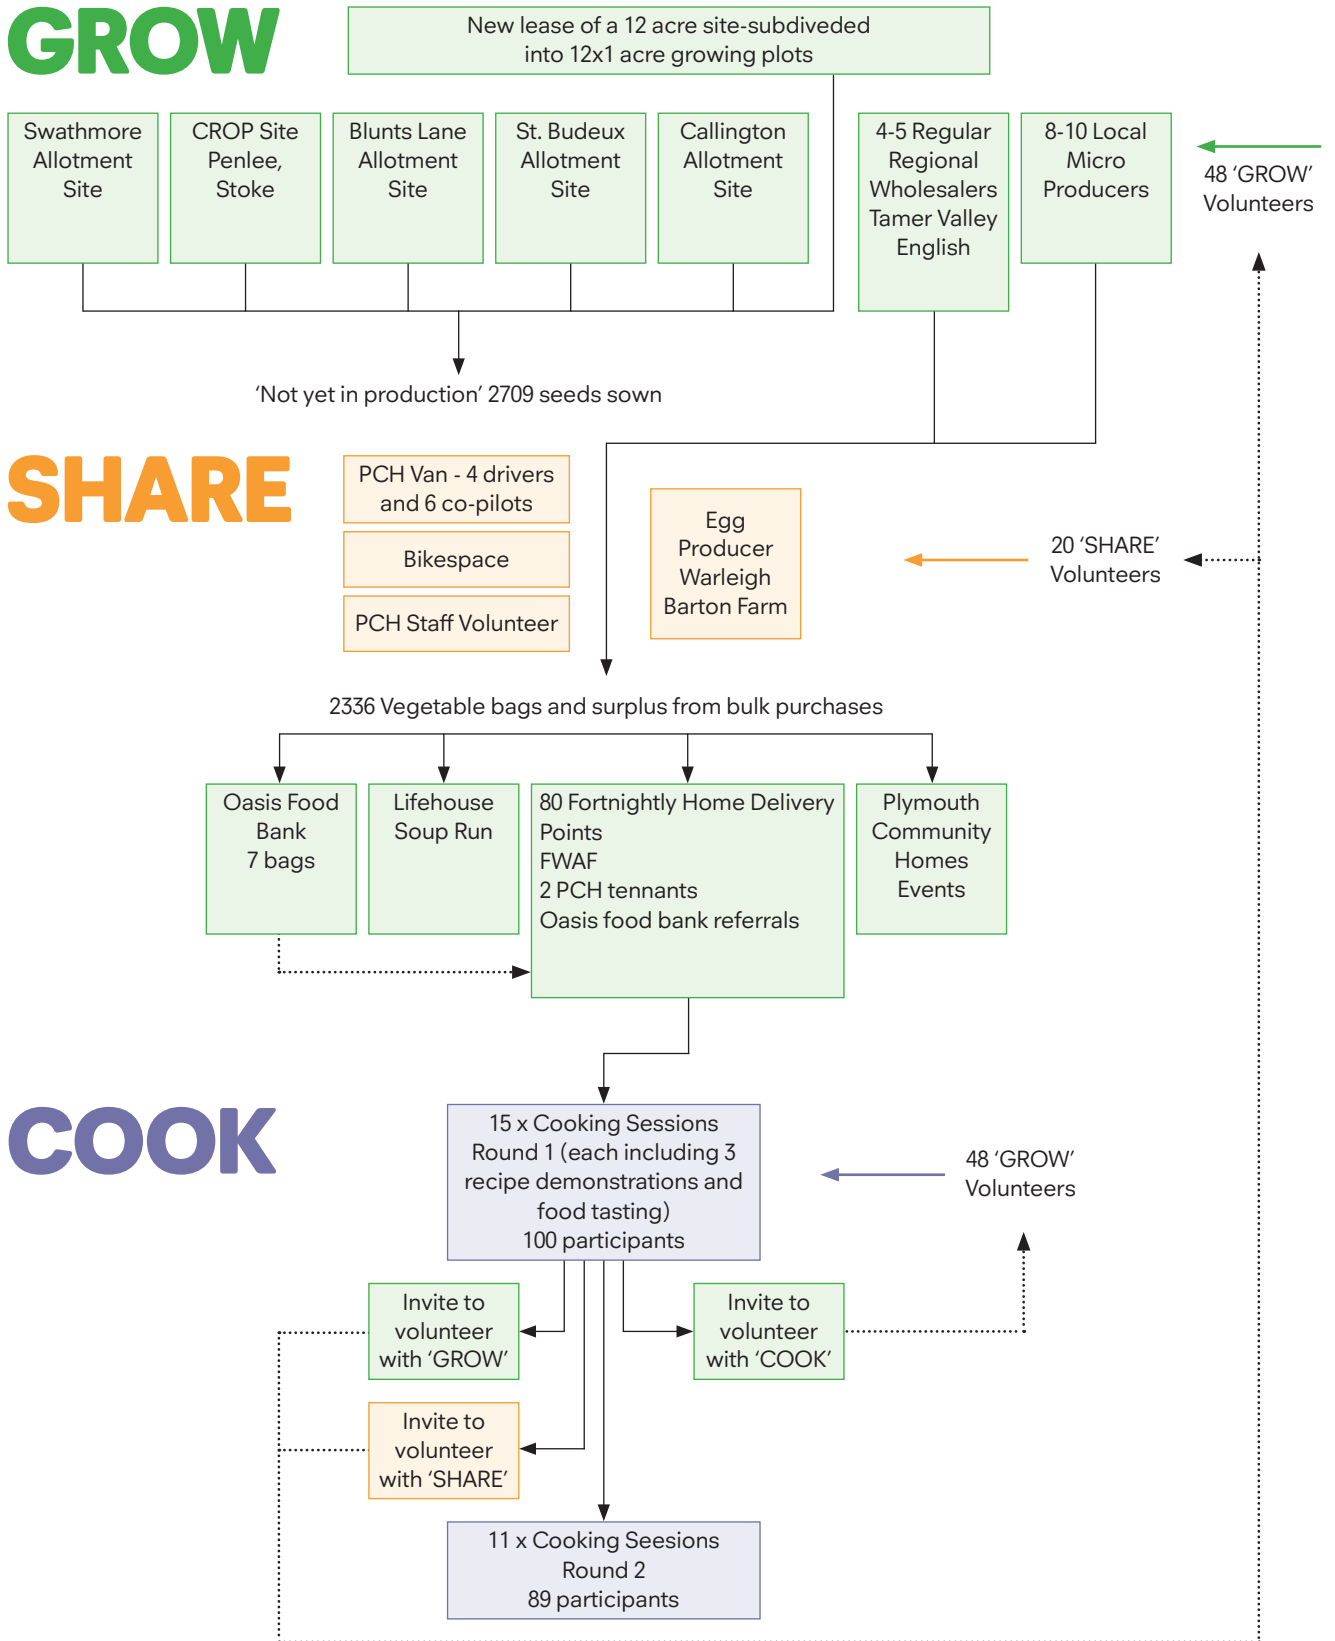 GROW
New lease of a 12 acre site-subdiveded
into 12x1 acre growing plots
Swathmore
Allotment
Site
CROP Site
Penlee,
Stoke
Blunts Lane
Allotment
Site
St. Budeux
Allotment
Site
Callington
Allotment
Site
4-5 Regular
Regional
Wholesalers
Tamer Valley
English
8-10 Local
Micro
Producers
48 ‘GROW’
Volunteers
‘Not yet in production’ 2709 seeds sown
SHARE
PCH Van - 4 drivers
and 6 co-pilots
Bikespace
PCH Staff Volunteer
Egg
Producer
Warleigh
Barton Farm
20 ‘SHARE’
Volunteers
2336 Vegetable bags and surplus from bulk purchases
Oasis Food
Bank
7 bags
Lifehouse
Soup Run
80 Fortnightly Home Delivery
Points
FWAF
2 PCH tennants
Oasis food bank referrals
Plymouth
Community
Homes
Events
COOK
15 x Cooking Sessions
Round 1 (each including 3
recipe demonstrations and
food tasting)
100 participants
48 ‘GROW’
Volunteers
Invite to
volunteer
with ‘GROW’
Invite to
volunteer
with ‘COOK’
Invite to
volunteer
with ‘SHARE’
11 x Cooking Seesions
Round 2
89 participants